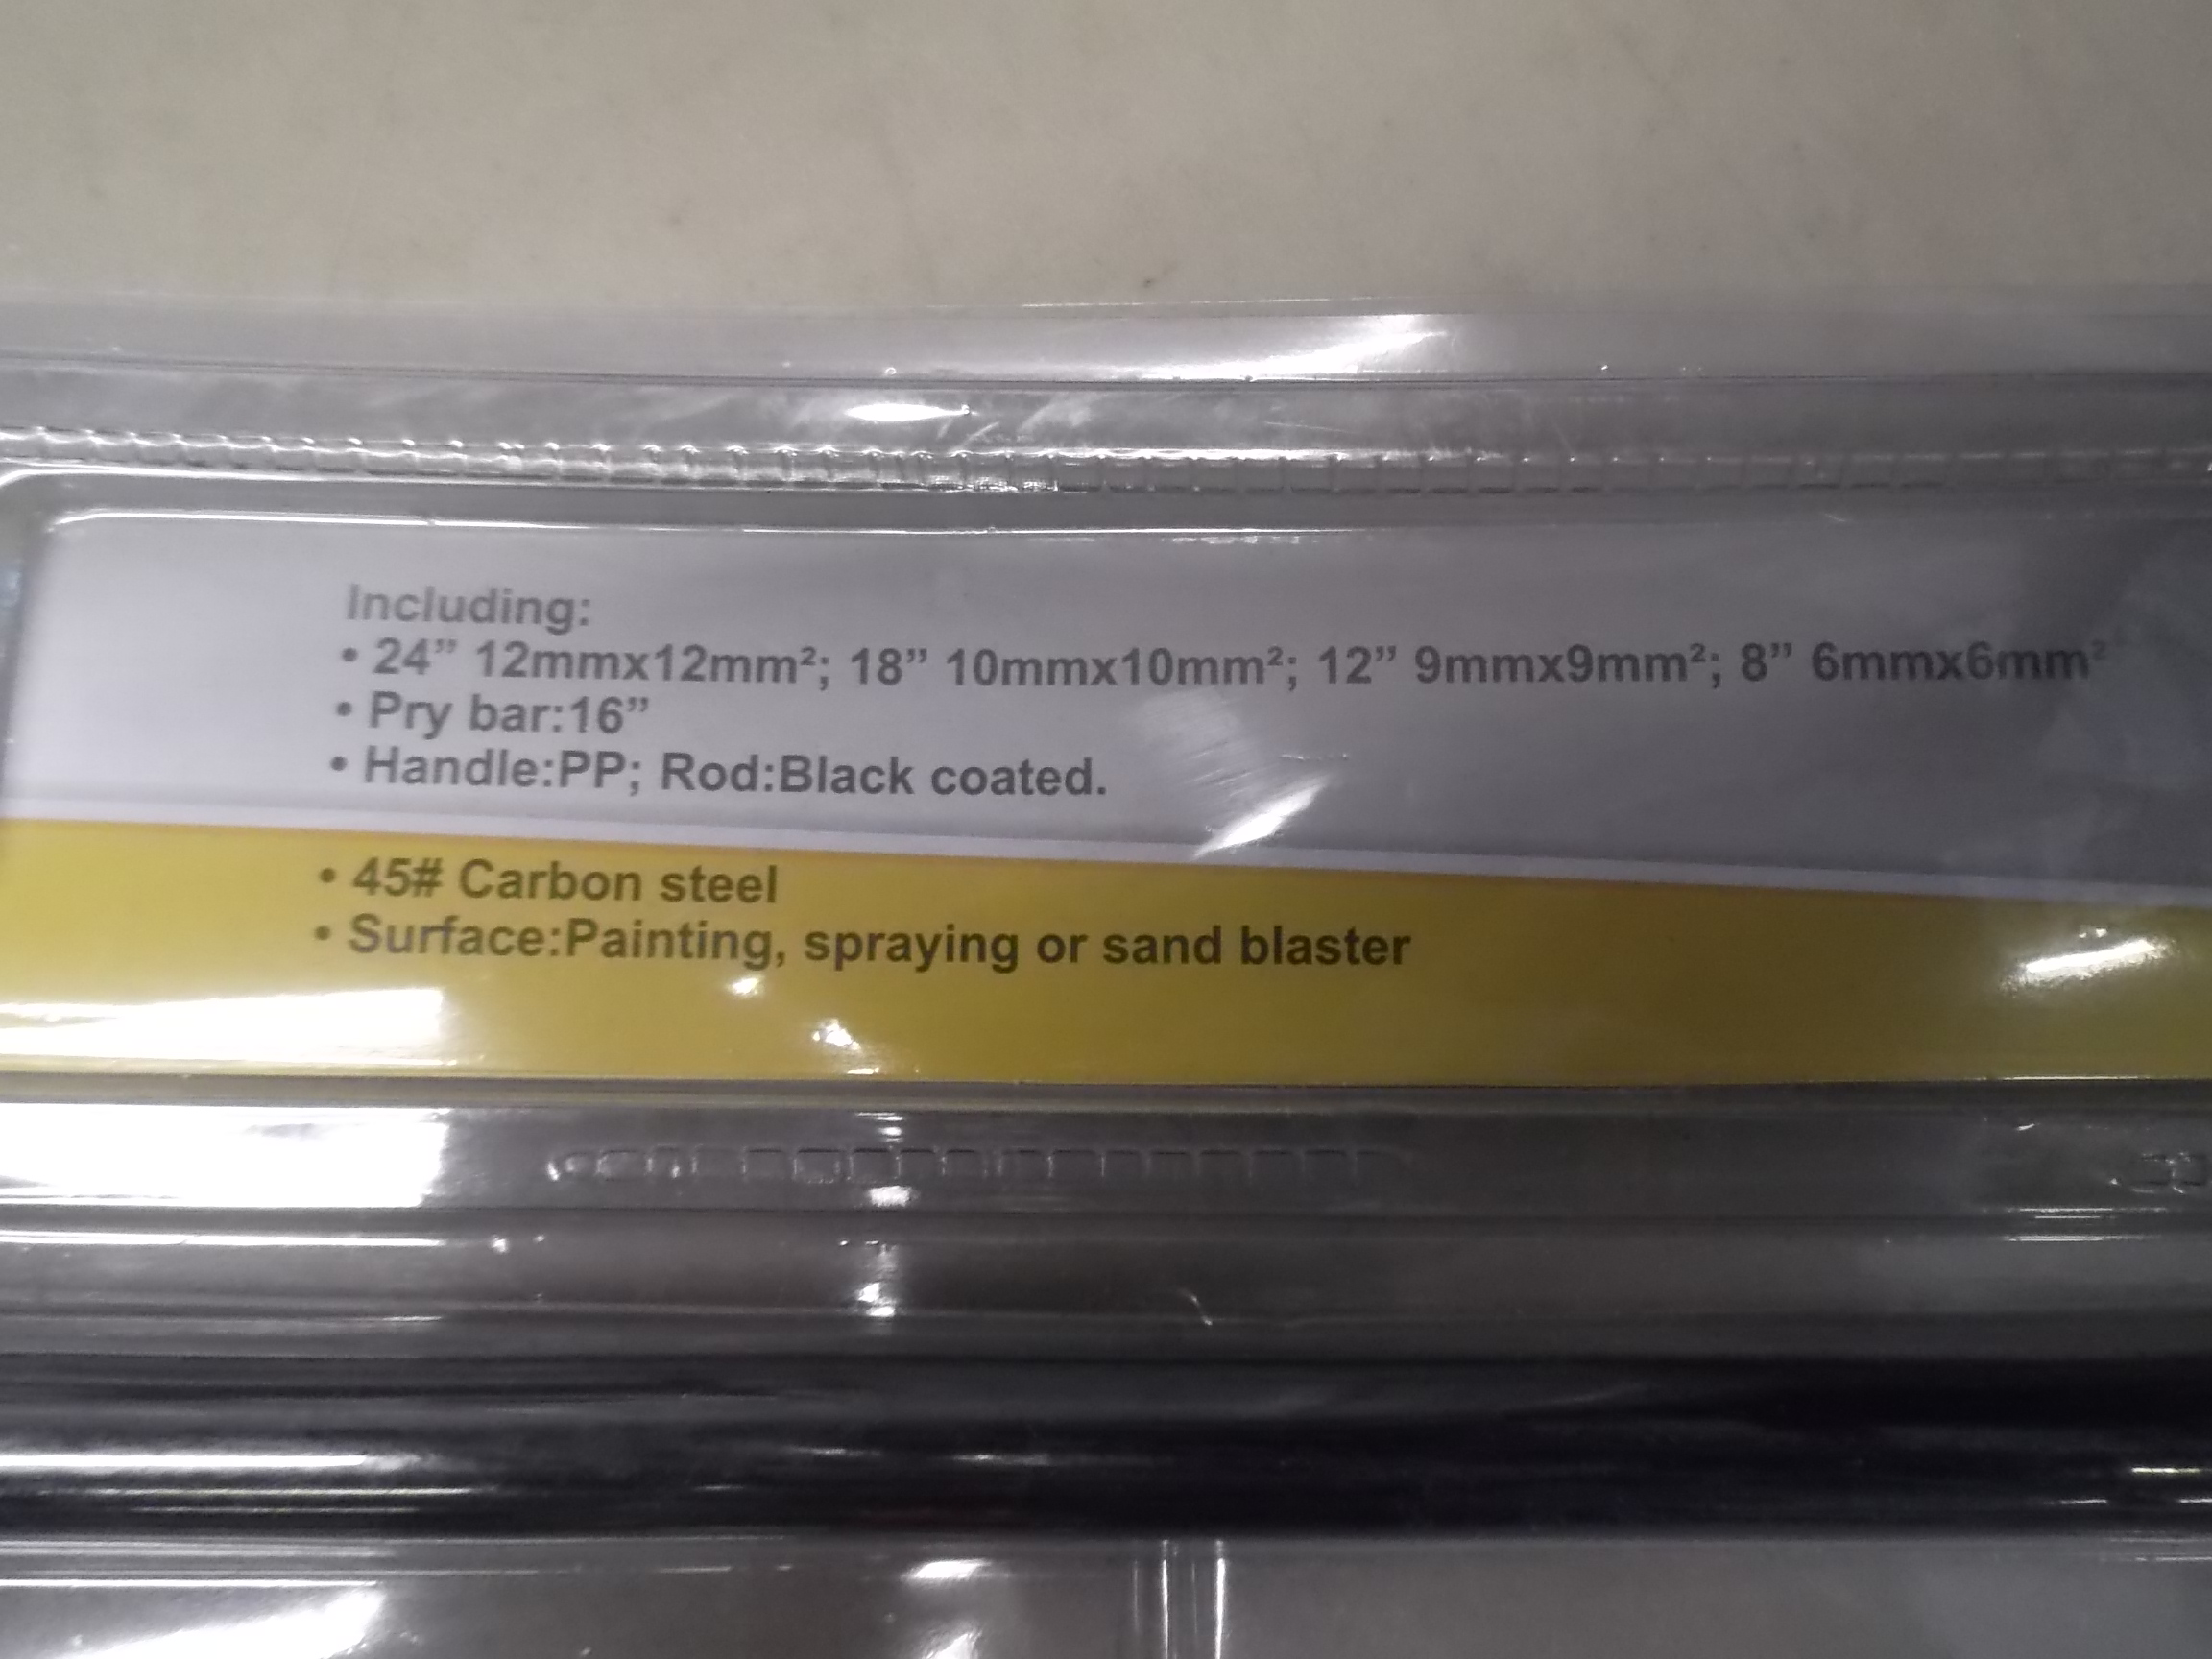 Including:
• 24” 12mmx12mm²; 18” 10mmx10mm²; 12” 9mmx9mm²; 8” 6mmx6mm²
• Pry bar:16”
• Handle:PP; Rod:Black coated.
• 45# Carbon steel
• Surface:Painting, spraying or sand blaster